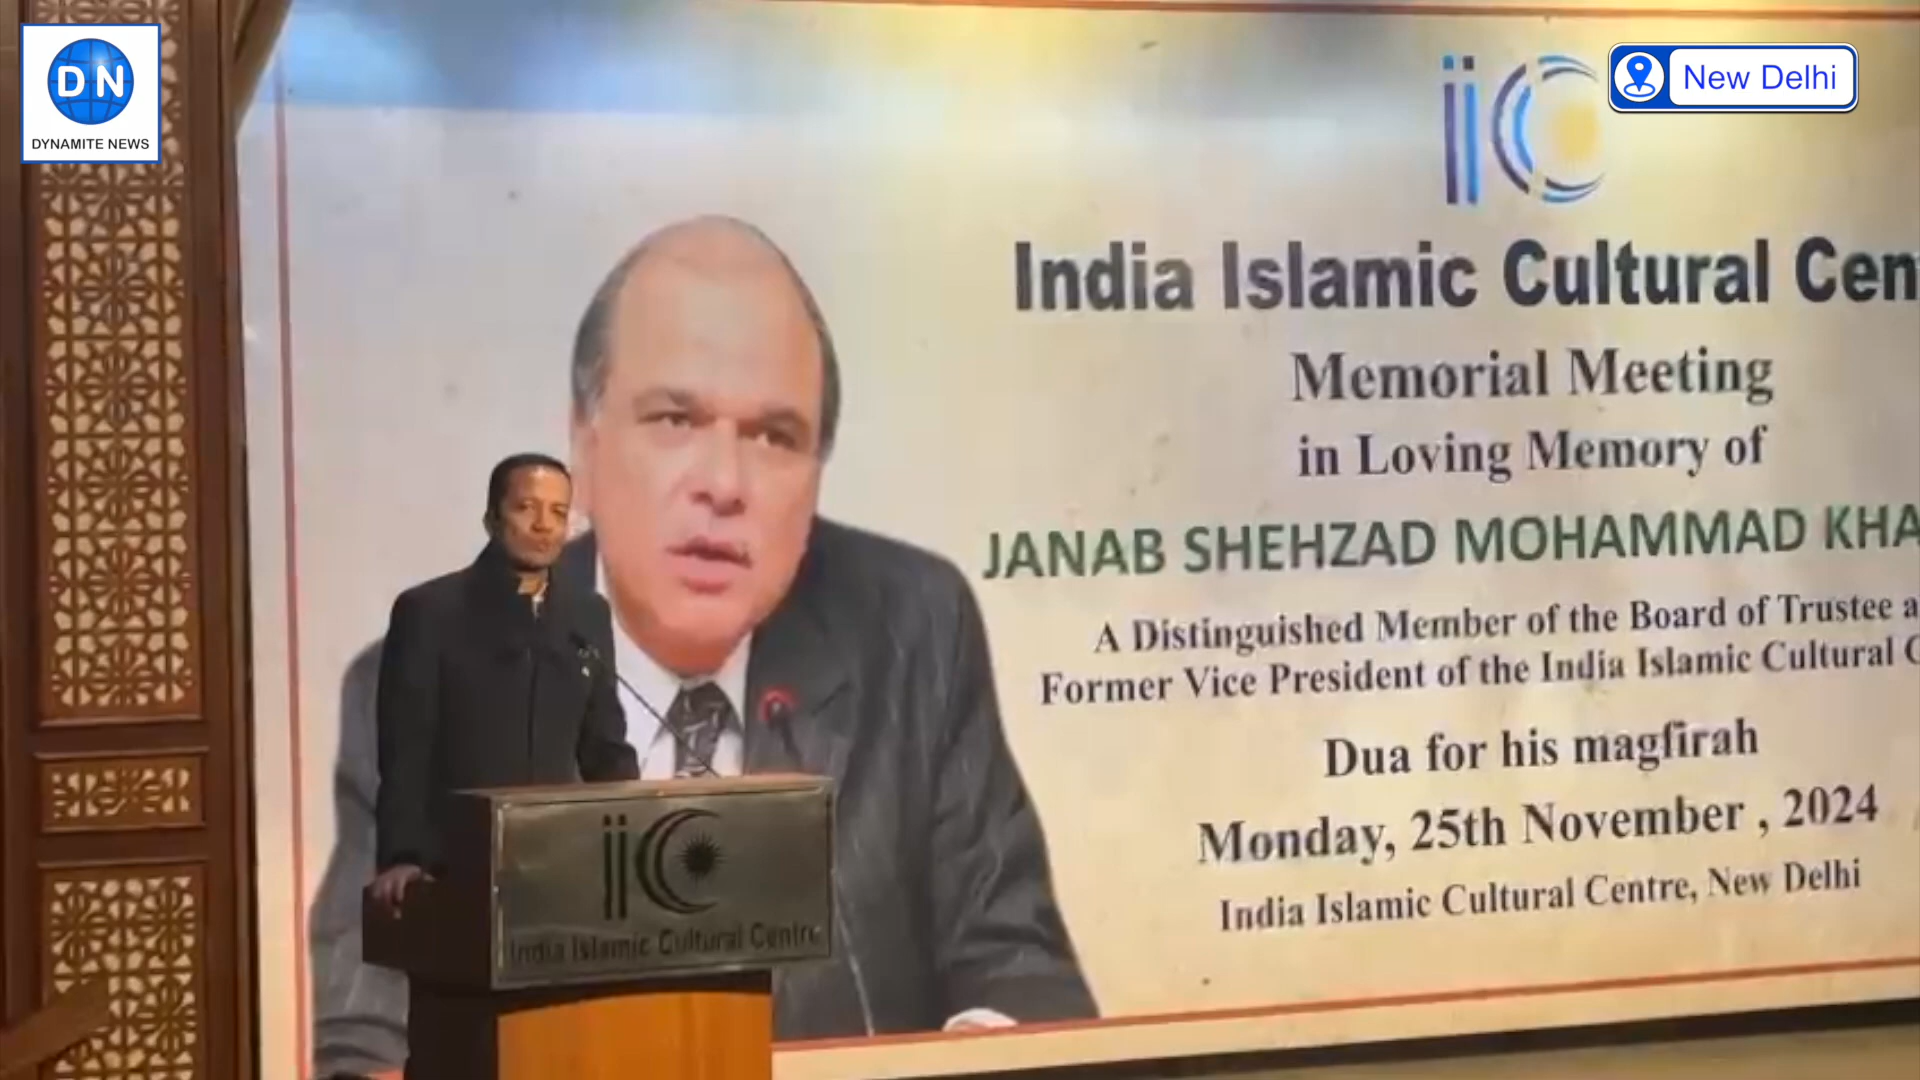 DN
DYNAMITE NEWS
New Delhi
iiC
India Islamic Cultural Cen
Memorial Meeting
in Loving Memory of
JANAB SHEHZAD MOHAMMAD KHA
A Distinguished Member of the Board of Trustee a
Former Vice President of the India Islamic Cultural C
Dua for his magfirah
Monday, 25th November , 2024
India Islamic Cultural Centre, New Delhi
iiC
India Islamic Cultural Centre